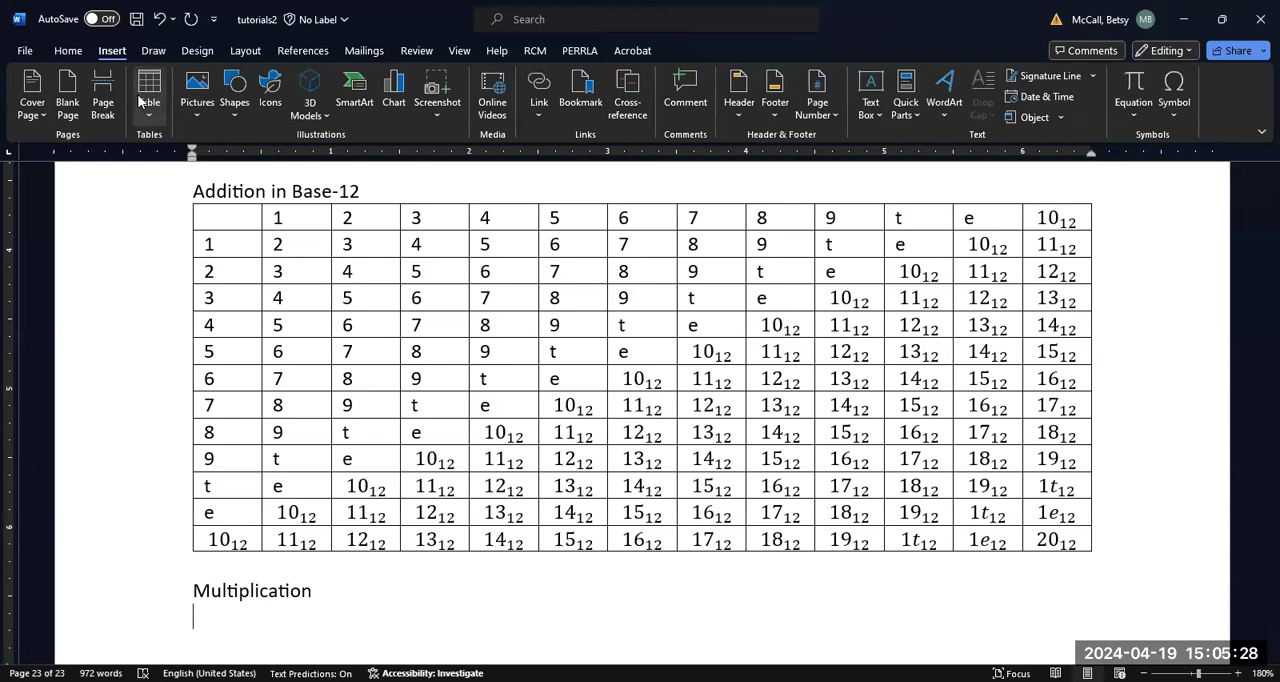 AutoSave Off tutorials2 No Label Search McCall, Betsy MB
File Home Insert Draw Design Layout References Mailings Review View Help RCM PERRLA Acrobat Comments Editing Share
Cover Page Blank Page Page Break Table Pictures Shapes Icons 3D Models SmartArt Chart Screenshot Online Videos Link Bookmark Cross-reference Comment Header Footer Page Number Text Box Quick Parts WordArt Drop Cap Signature Line Date & Time Object Equation Symbol
Pages Tables Illustrations Media Links Comments Header & Footer Text Symbols
1 2 3 4 5 6
Addition in Base-12
1 2 3 4 5 6 7 8 9 t e 10₁₂
1 2 3 4 5 6 7 8 9 t e 10₁₂ 11₁₂
2 3 4 5 6 7 8 9 t e 10₁₂ 11₁₂ 12₁₂
3 4 5 6 7 8 9 t e 10₁₂ 11₁₂ 12₁₂ 13₁₂
4 5 6 7 8 9 t e 10₁₂ 11₁₂ 12₁₂ 13₁₂ 14₁₂
5 6 7 8 9 t e 10₁₂ 11₁₂ 12₁₂ 13₁₂ 14₁₂ 15₁₂
6 7 8 9 t e 10₁₂ 11₁₂ 12₁₂ 13₁₂ 14₁₂ 15₁₂ 16₁₂
7 8 9 t e 10₁₂ 11₁₂ 12₁₂ 13₁₂ 14₁₂ 15₁₂ 16₁₂ 17₁₂
8 9 t e 10₁₂ 11₁₂ 12₁₂ 13₁₂ 14₁₂ 15₁₂ 16₁₂ 17₁₂ 18₁₂
9 t e 10₁₂ 11₁₂ 12₁₂ 13₁₂ 14₁₂ 15₁₂ 16₁₂ 17₁₂ 18₁₂ 19₁₂
t e 10₁₂ 11₁₂ 12₁₂ 13₁₂ 14₁₂ 15₁₂ 16₁₂ 17₁₂ 18₁₂ 19₁₂ 1t₁₂
e 10₁₂ 11₁₂ 12₁₂ 13₁₂ 14₁₂ 15₁₂ 16₁₂ 17₁₂ 18₁₂ 19₁₂ 1t₁₂ 1e₁₂
10₁₂ 11₁₂ 12₁₂ 13₁₂ 14₁₂ 15₁₂ 16₁₂ 17₁₂ 18₁₂ 19₁₂ 1t₁₂ 1e₁₂ 20₁₂
Multiplication
2024-04-19 15:05:28
Page 23 of 23 972 words English (United States) Text Predictions: On Accessibility: Investigate Focus 180%